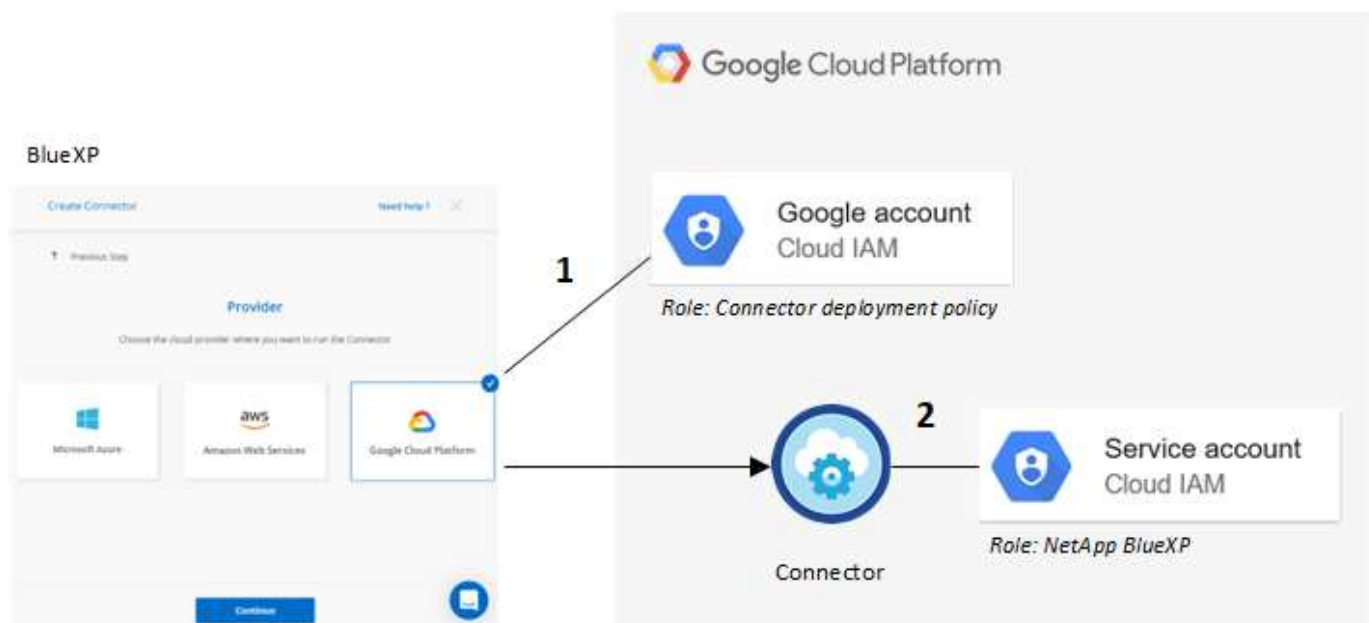 Google Cloud Platform
BlueXP
Create Connector
Need help?
Previous Step
Provider
Choose the cloud provider where you want to run the Connector
Microsoft Azure
aws
Amazon Web Services
Google Cloud Platform
Continue
1
Google account
Cloud IAM
Role: Connector deployment policy
2
Service account
Cloud IAM
Role: NetApp BlueXP
Connector